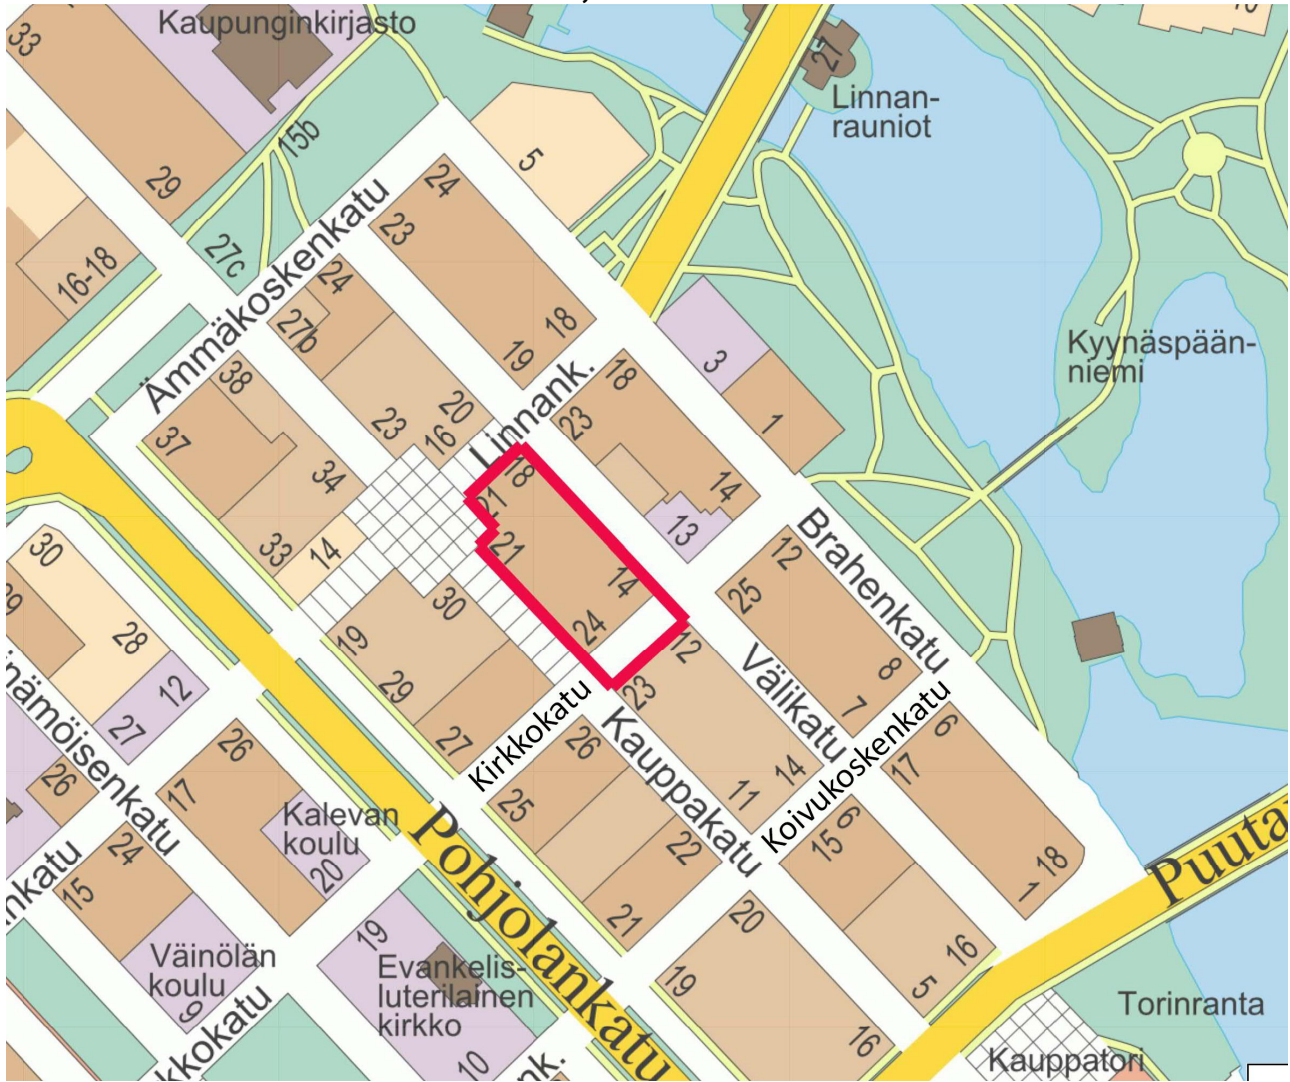 Kaupunginkirjasto
33
29
15b
27c
16-18
Ämmäkoskenkatu
5
27
Linnan-
rauniot
24
23
18
19
24
27b
20
23
16
Linnank.
38
37
34
33
14
3
1
18
23
14
13
Kyynäspään-
niemi
18
21
21
14
24
30
19
29
27
30
29
28
12
27
12
25
8
7
Brahenkatu
Välikatu
12
23
11
14
Kirkkokatu
Kauppakatu
Koivukoskenkatu
6
17
18
1
26
25
22
21
15
6
16
5
20
19
16
Pohjolankatu
Puuta
nämöisenkatu
26
17
26
24
15
nkatu
Kalevan
koulu
20
Väinölän
koulu
9
kkokatu
19
Evankelis-
luterilainen
kirkko
10
nk.
Torinranta
Kauppatori